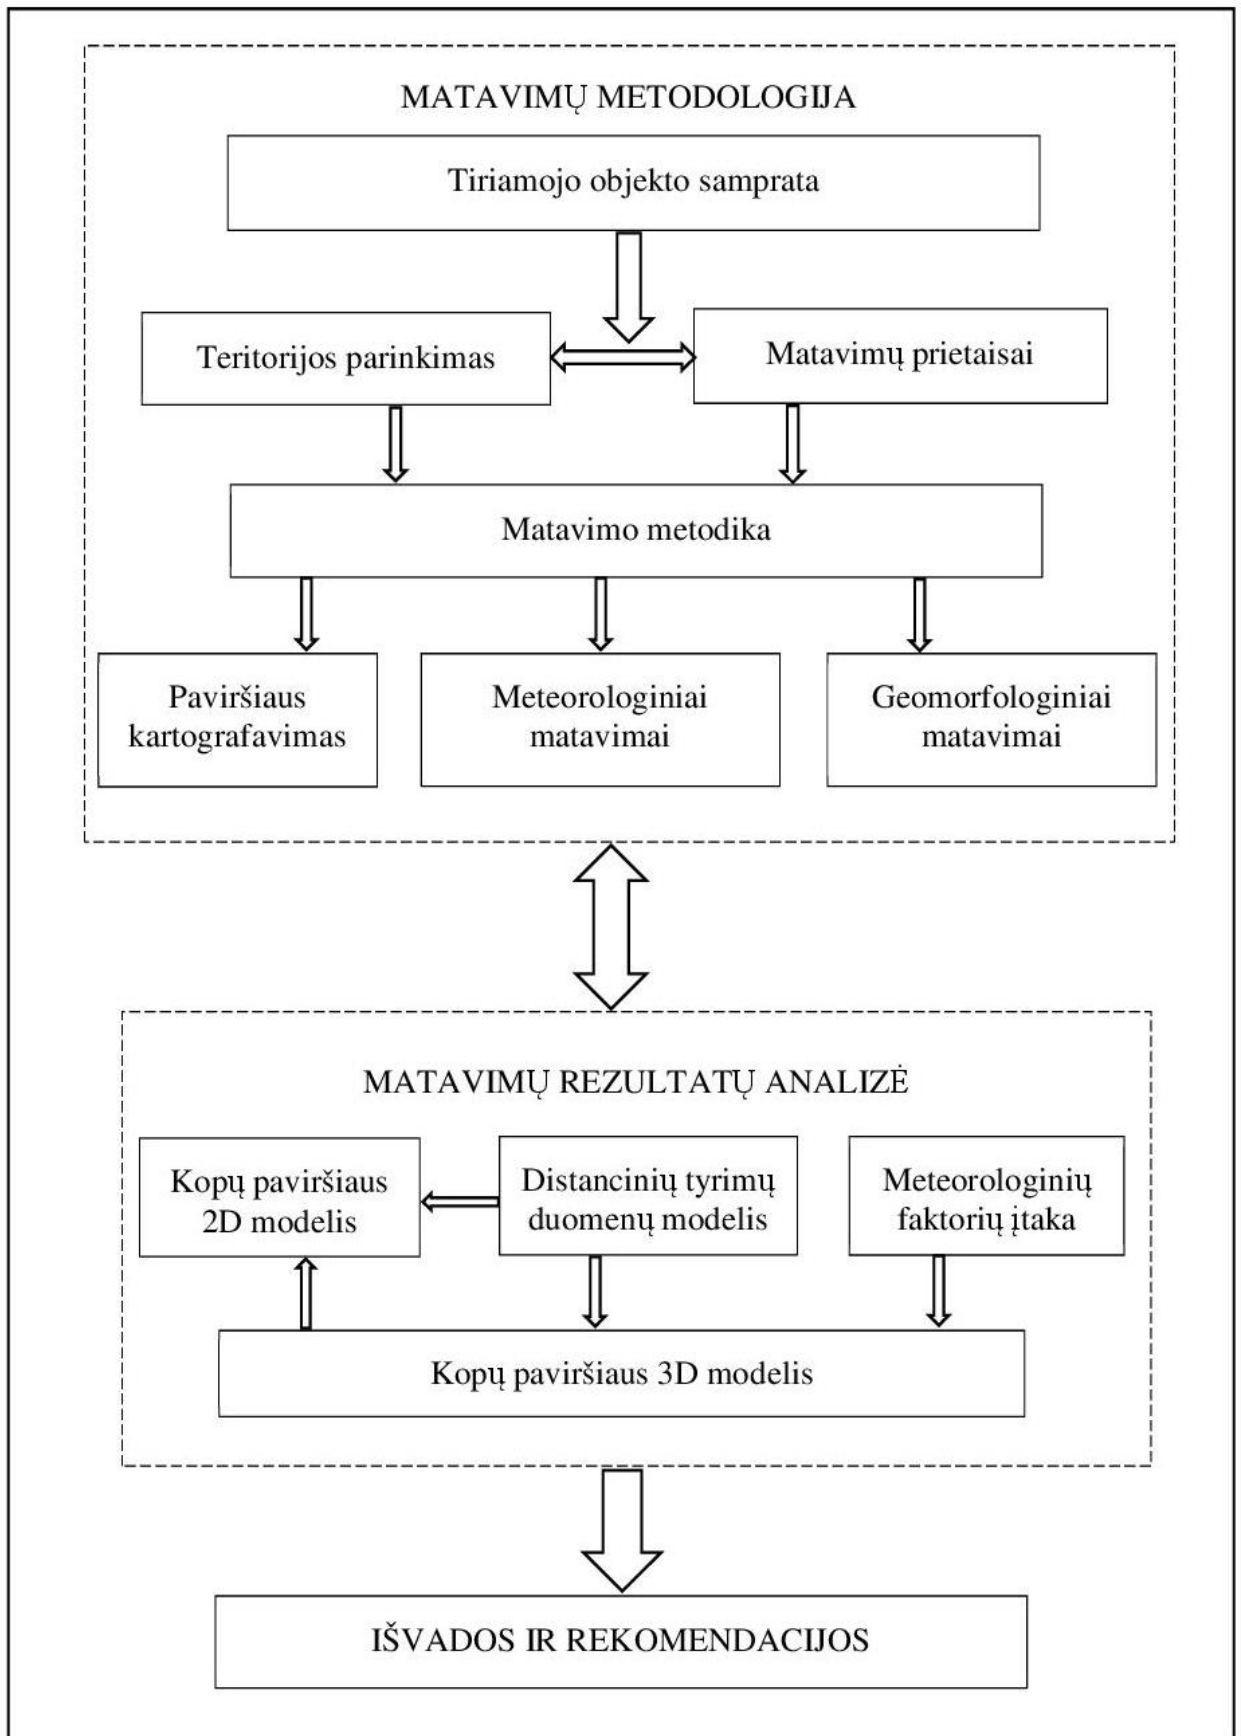 MATAVIMŲ METODOLOGIJA
Tiriamojo objekto samprata
Teritorijos parinkimas
Matavimų prietaisai
Matavimo metodika
Paviršiaus
kartografavimas
Meteorologiniai
matavimai
Geomorfologiniai
matavimai
MATAVIMŲ REZULTATŲ ANALIZĖ
Kopų paviršiaus
2D modelis
Distancinių tyrimų
duomenų modelis
Meteorologinių
faktorių įtaka
Kopų paviršiaus 3D modelis
IŠVADOS IR REKOMENDACIJOS